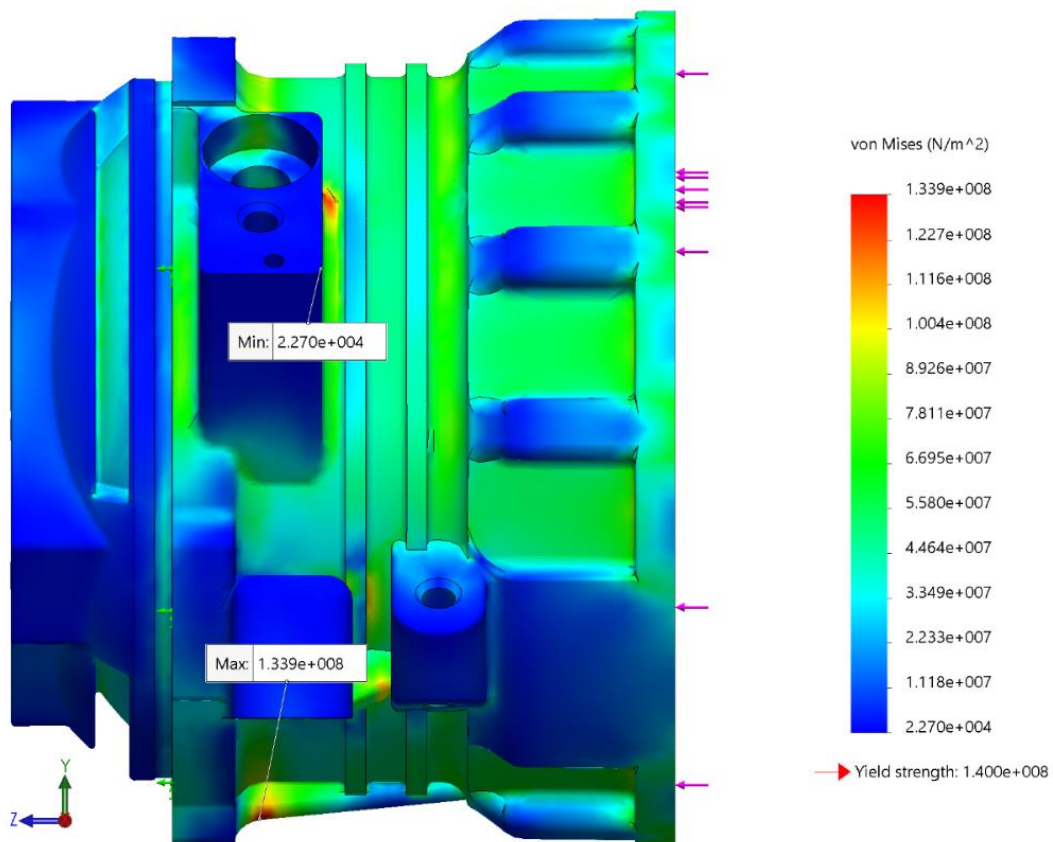 von Mises (N/m^2)
1.339e+008
1.227e+008
1.116e+008
1.004e+008
8.926e+007
7.811e+007
6.695e+007
5.580e+007
4.464e+007
3.349e+007
2.233e+007
1.118e+007
2.270e+004
Yield strength: 1.400e+008
Min: 2.270e+004
Max: 1.339e+008
Y
Z